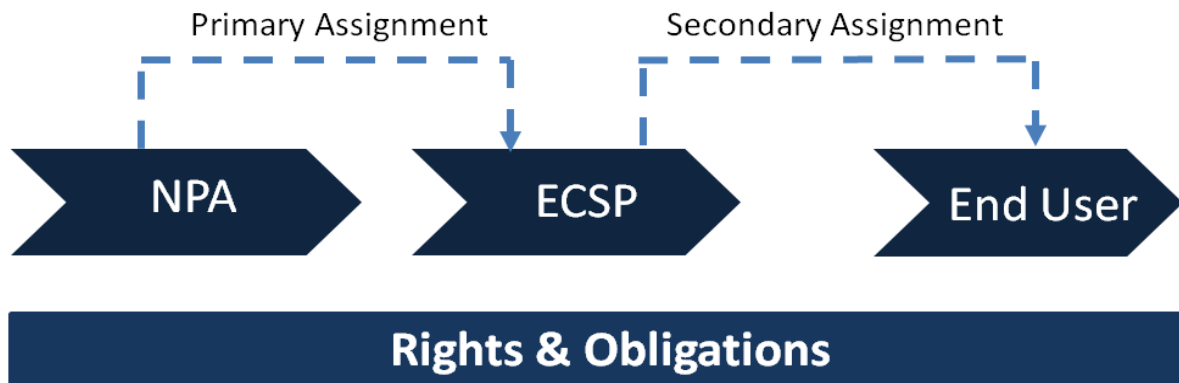 Primary Assignment
Secondary Assignment
NPA
ECSP
End User
Rights & Obligations